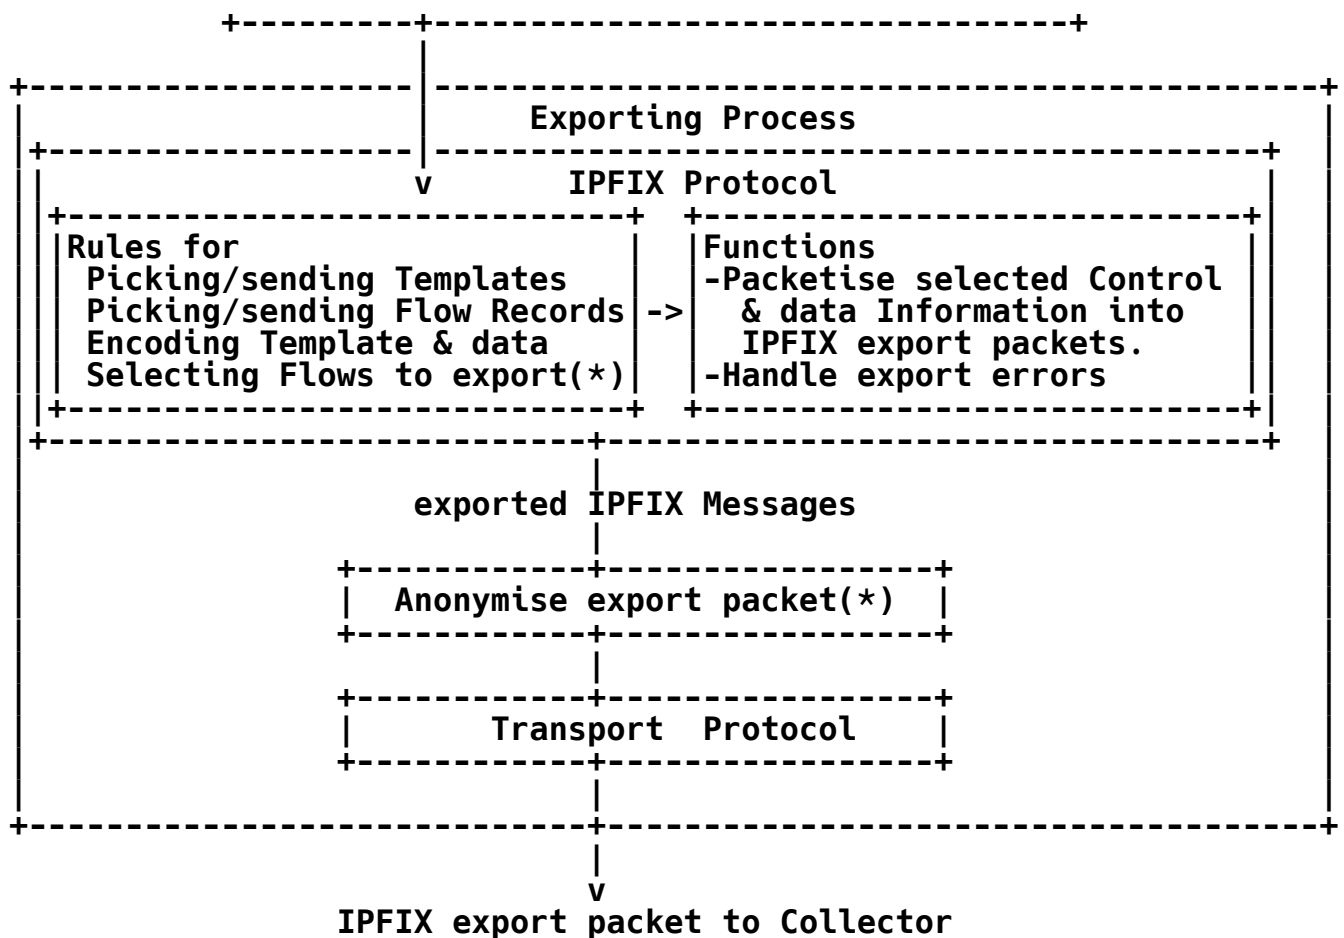 Exporting Process
v IPFIX Protocol
Rules for
Picking/sending Templates
Picking/sending Flow Records
Encoding Template & data
Selecting Flows to export(*)
->
Functions
-Packetise selected Control
& data Information into
IPFIX export packets.
-Handle export errors
exported IPFIX Messages
Anonymise export packet(*)
Transport Protocol
v
IPFIX export packet to Collector